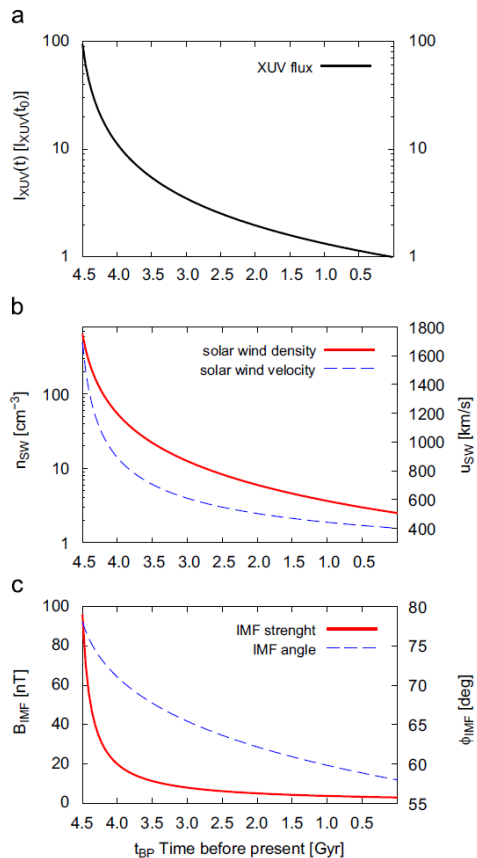 a
100
100
XUV flux
I_XUV(t) [I_XUV(t_0)]
10
10
1
1
4.5 4.0 3.5 3.0 2.5 2.0 1.5 1.0 0.5
b
1800
solar wind density
1600
solar wind velocity
100
1400
n_SW [cm⁻³]
1200
u_SW [km/s]
1000
10
800
600
400
1
4.5 4.0 3.5 3.0 2.5 2.0 1.5 1.0 0.5
c
100
80
IMF strenght
IMF angle
80
75
B_IMF [nT]
60
70
ϕ_IMF [deg]
40
65
20
60
0
55
4.5 4.0 3.5 3.0 2.5 2.0 1.5 1.0 0.5
t_BP Time before present [Gyr]